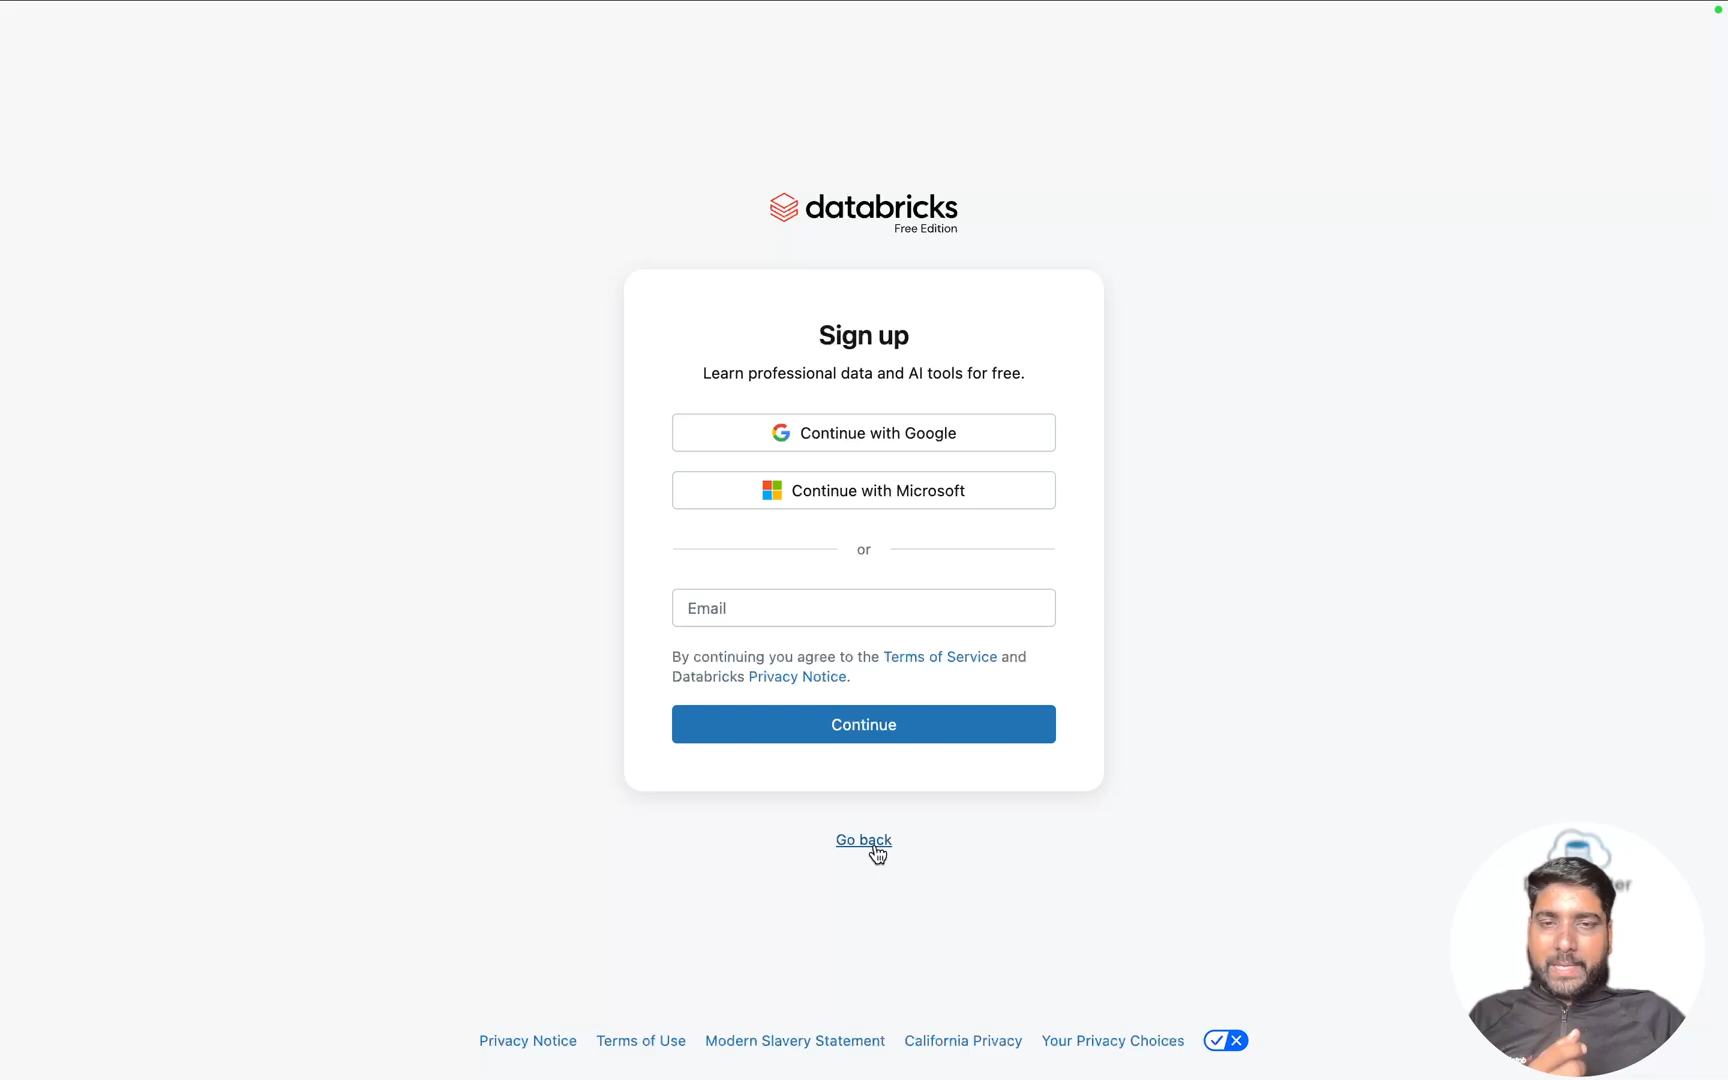 databricks
Free Edition
Sign up
Learn professional data and AI tools for free.
Continue with Google
Continue with Microsoft
or
Email
By continuing you agree to the Terms of Service and
Databricks Privacy Notice.
Continue
Go back
Privacy Notice Terms of Use Modern Slavery Statement California Privacy Your Privacy Choices